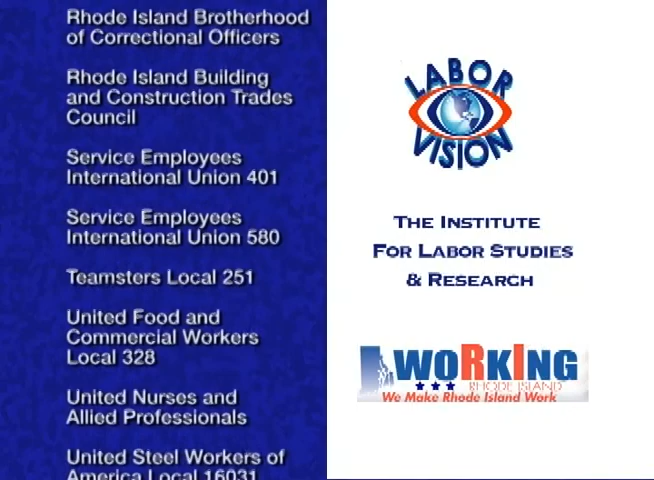 Rhode Island Brotherhood
of Correctional Officers
Rhode Island Building
and Construction Trades
Council
Service Employees
International Union 401
Service Employees
International Union 580
Teamsters Local 251
United Food and
Commercial Workers
Local 328
United Nurses and
Allied Professionals
United Steel Workers of
America Local 16031
LABOR
VISION
THE INSTITUTE
FOR LABOR STUDIES
& RESEARCH
WORKING
RHODE ISLAND
We Make Rhode Island Work